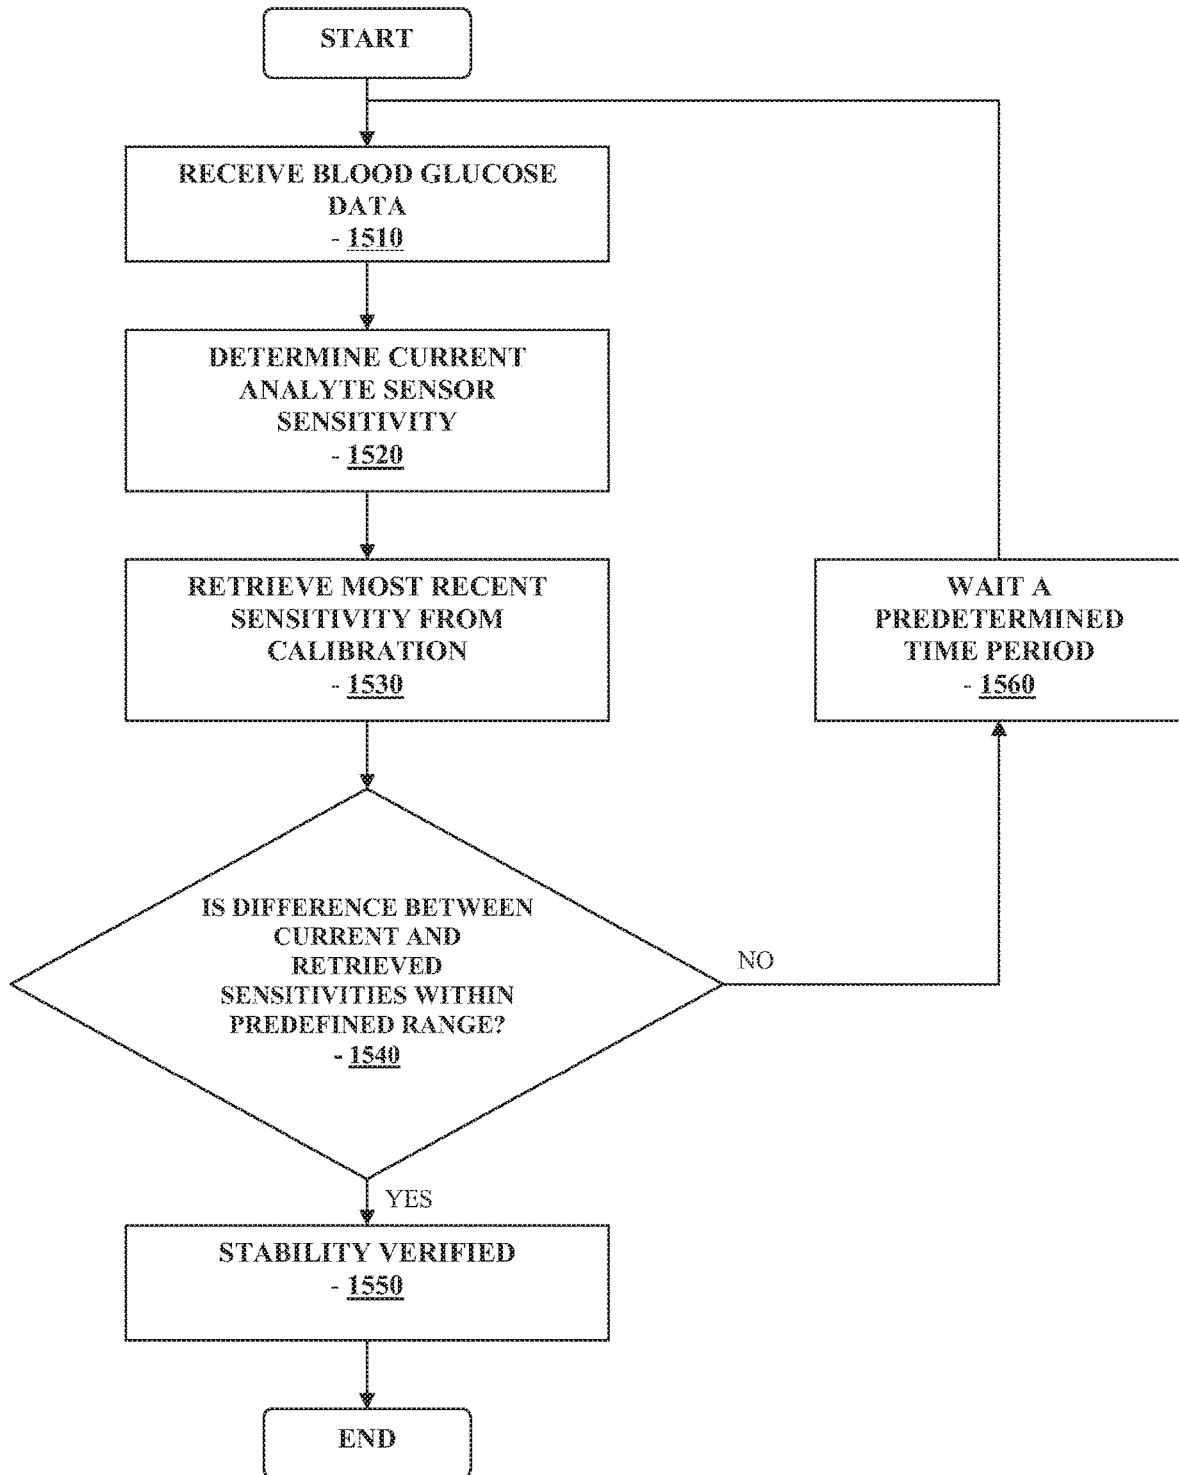 START
RECEIVE BLOOD GLUCOSE
DATA
- 1510
DETERMINE CURRENT
ANALYTE SENSOR
SENSITIVITY
- 1520
RETRIEVE MOST RECENT
SENSITIVITY FROM
CALIBRATION
- 1530
WAIT A
PREDETERMINED
TIME PERIOD
- 1560
IS DIFFERENCE BETWEEN
CURRENT AND
RETRIEVED
SENSITIVITIES WITHIN
PREDEFINED RANGE?
- 1540
NO
YES
STABILITY VERIFIED
- 1550
END